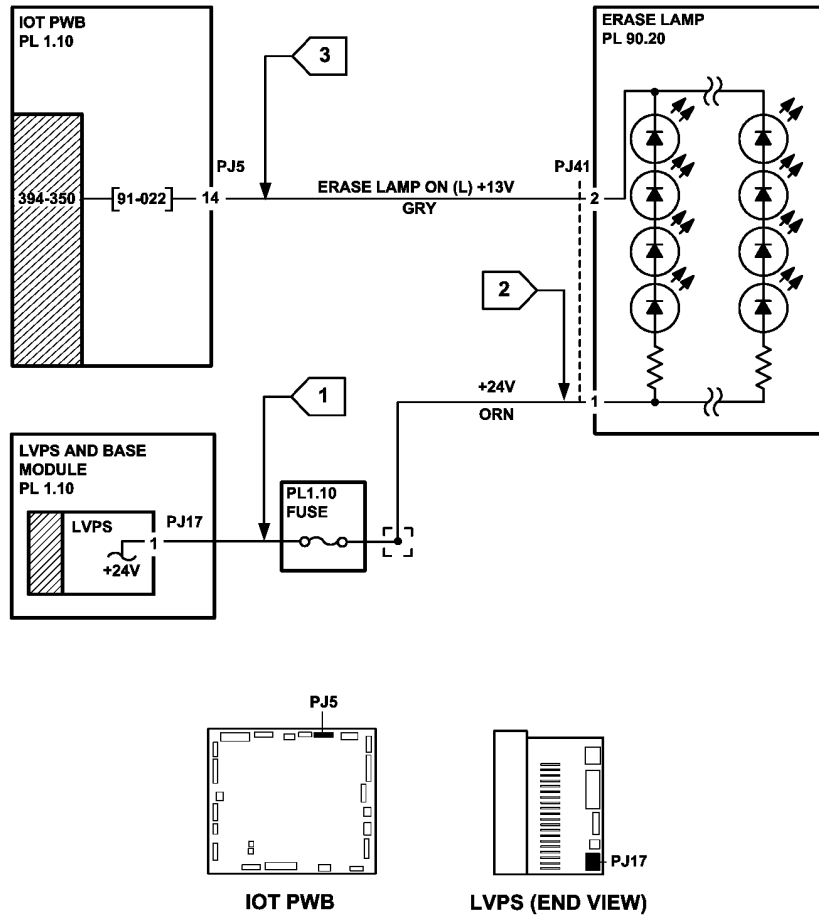 IOT PWB
PL 1.10
394-350
[91-022]
14
PJ5
3
ERASE LAMP ON (L) +13V
GRY
PJ41
2
ERASE LAMP
PL 90.20
2
+24V
ORN
1
1
LVPS AND BASE
MODULE
PL 1.10
LVPS
+24V
1
PJ17
PL1.10
FUSE
PJ5
IOT PWB
PJ17
LVPS (END VIEW)